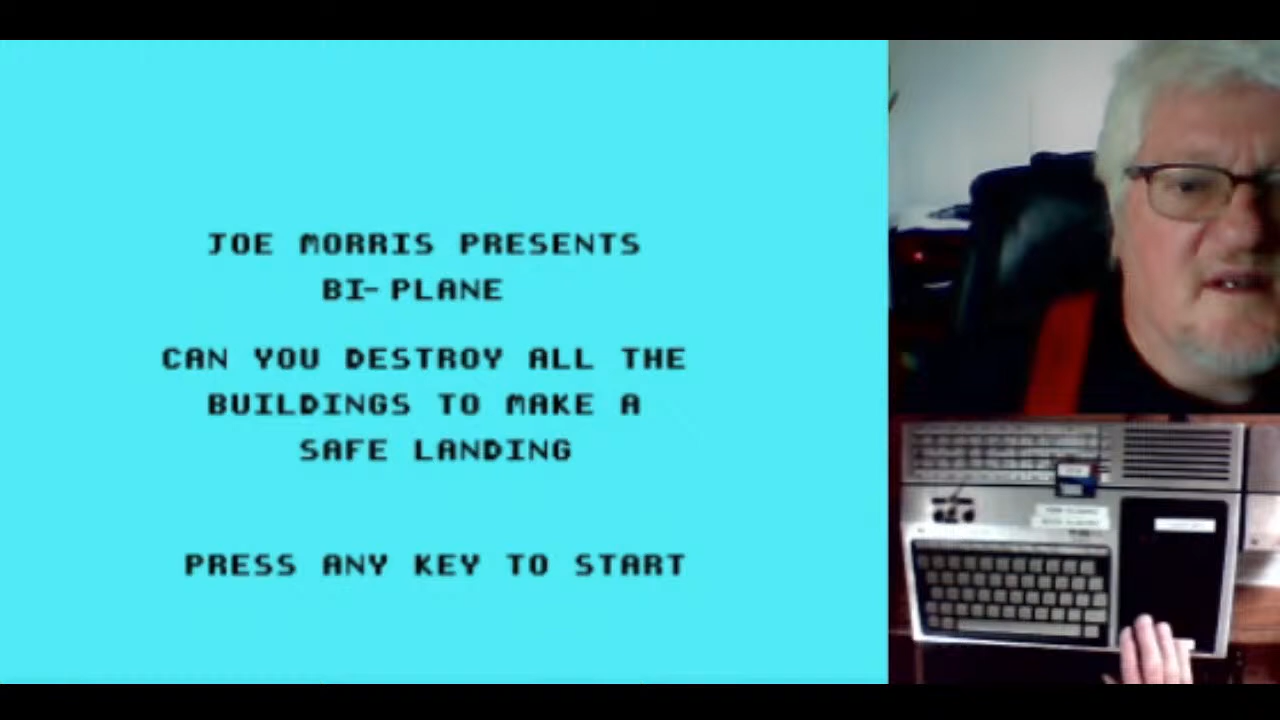 JOE MORRIS PRESENTS
BI-PLANE
CAN YOU DESTROY ALL THE
BUILDINGS TO MAKE A
SAFE LANDING
PRESS ANY KEY TO START